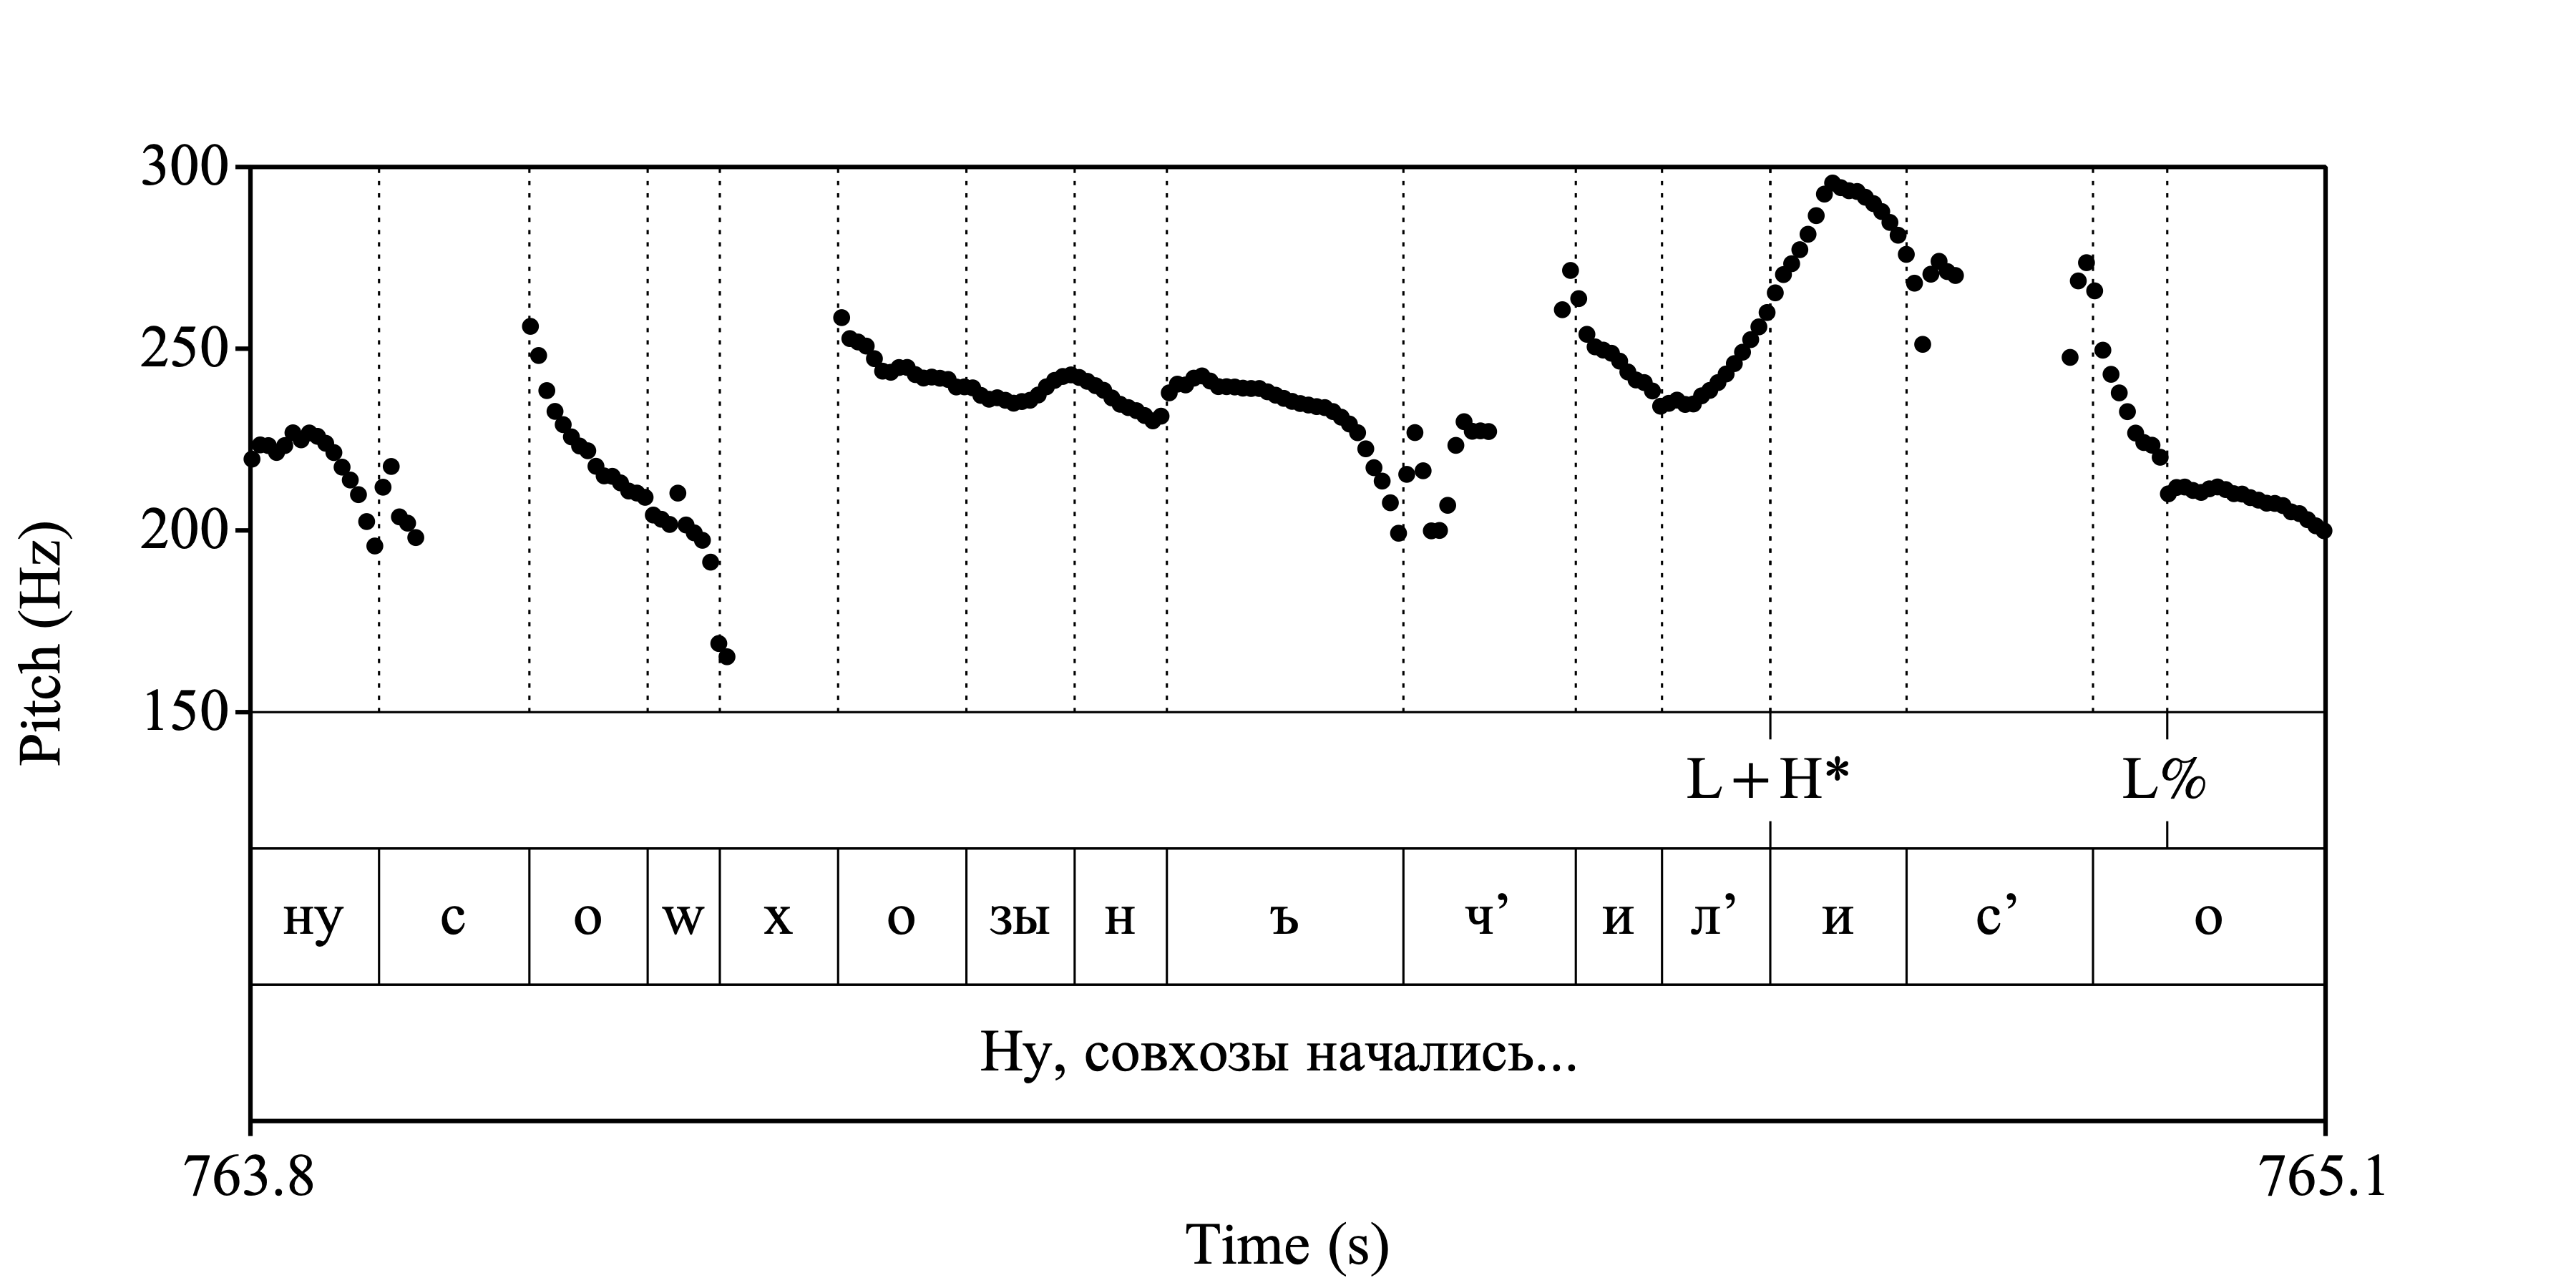 300
250
200
150
Pitch (Hz)
L+H* L%
ну с о w х о зы н ъ ч’ и л’ и с’ о
Ну, совхозы начались...
763.8 765.1
Time (s)